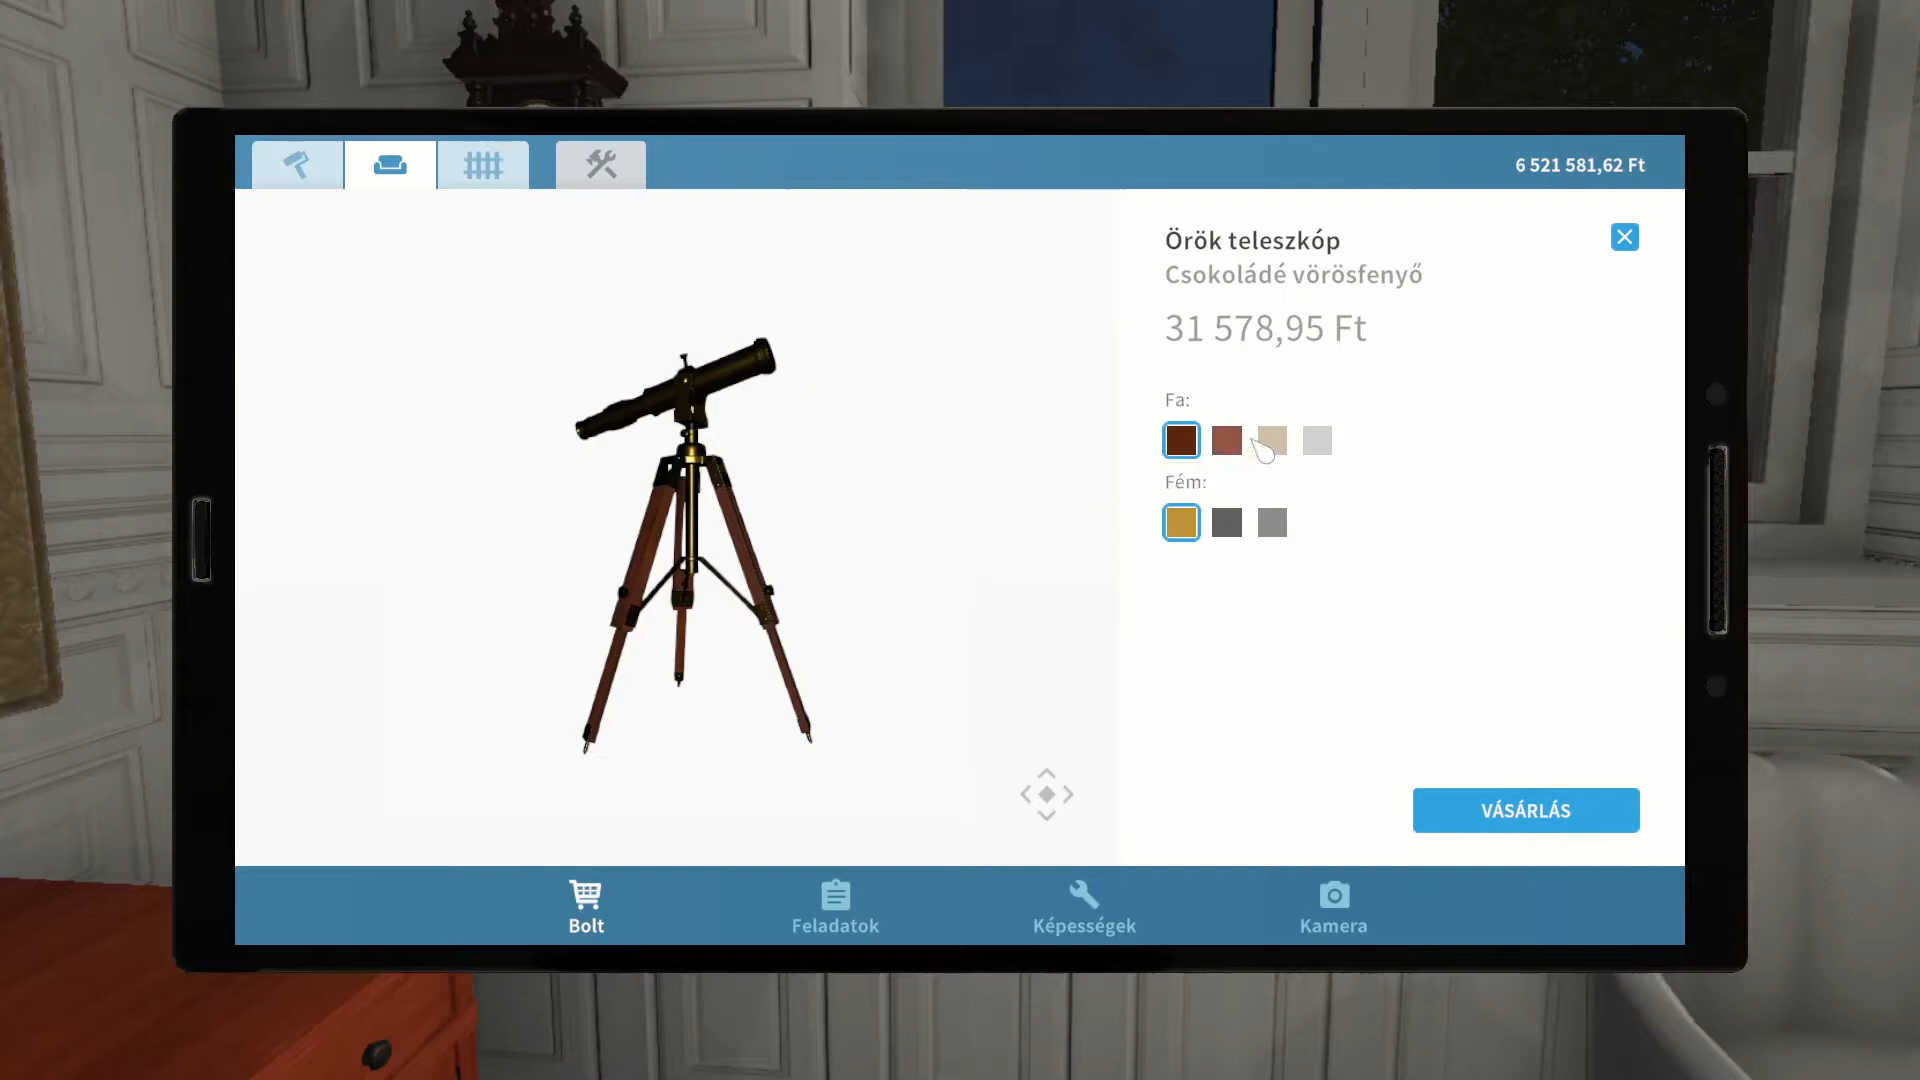 6 521 581,62 Ft
Örök teleszkóp
Csokoládé vörösfenyő
31 578,95 Ft
Fa:
Fém:
VÁSÁRLÁS
Bolt
Feladatok
Képességek
Kamera